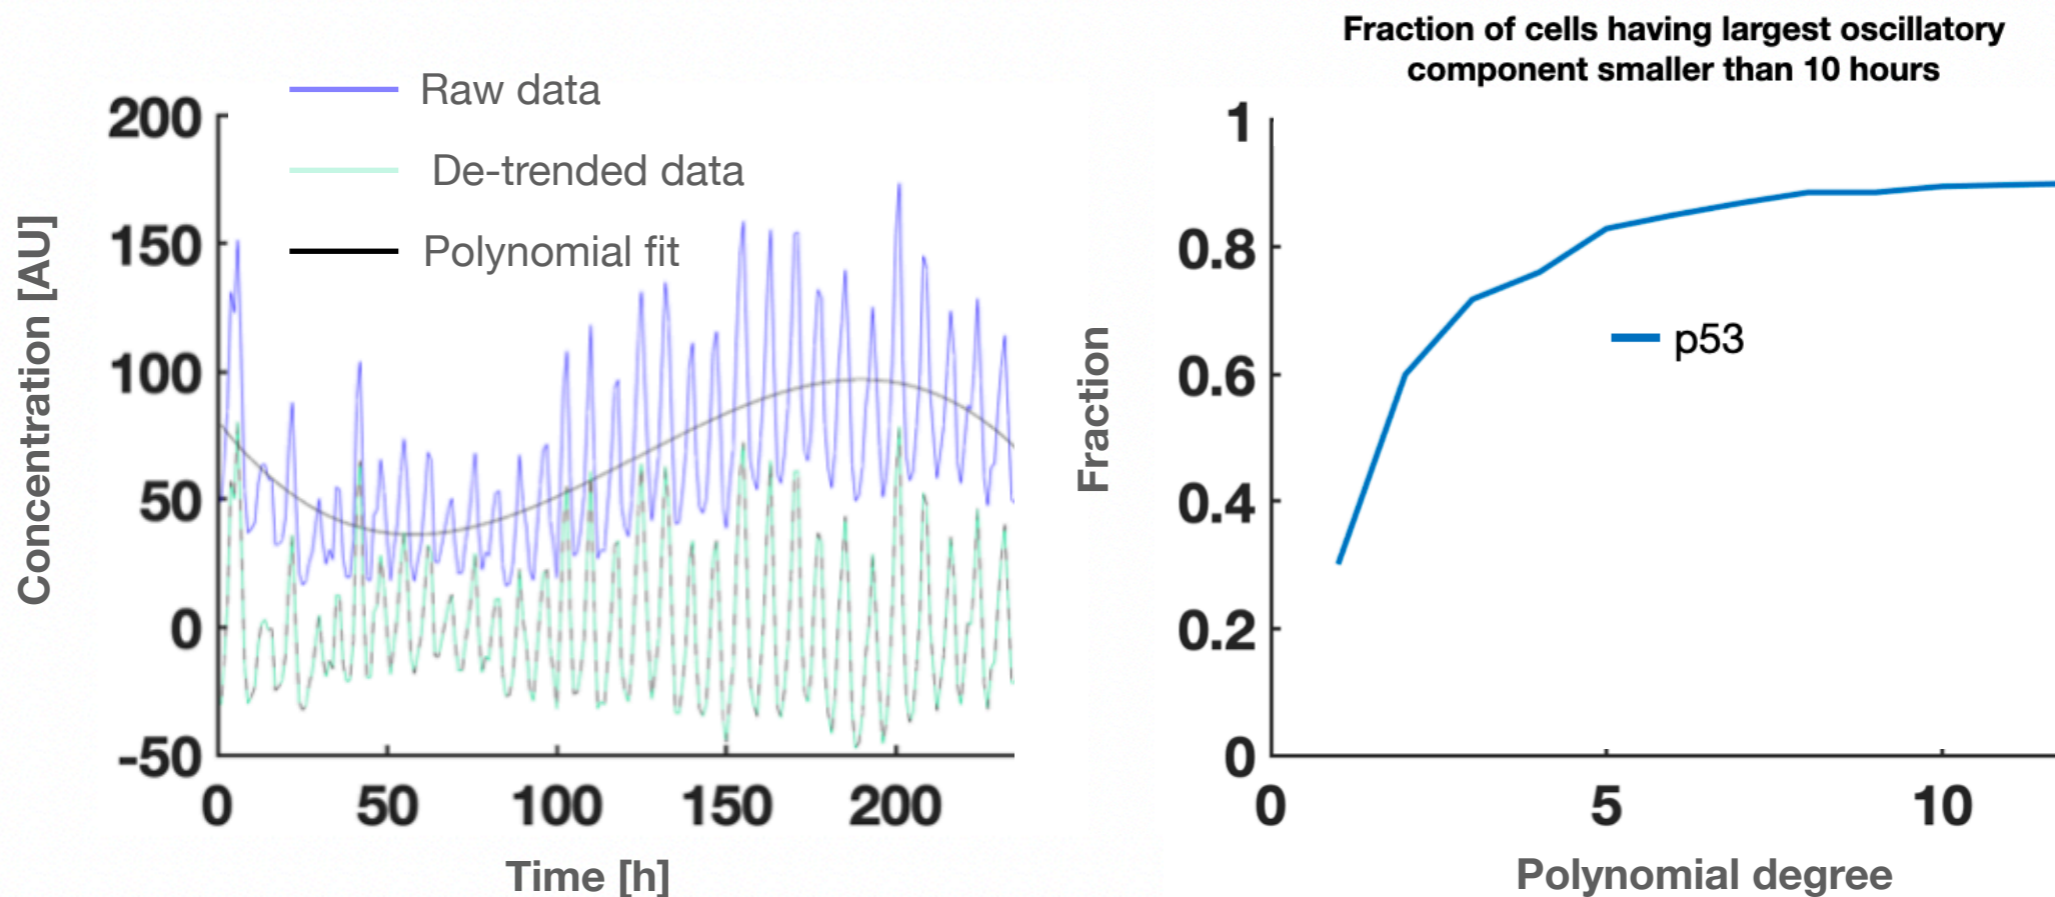 Raw data
De-trended data
Polynomial fit
Concentration [AU]
200
150
100
50
0
-50
0
50
100
150
200
Time [h]
Fraction of cells having largest oscillatory
component smaller than 10 hours
Fraction
1
0.8
0.6
0.4
0.2
0
p53
0
5
10
Polynomial degree